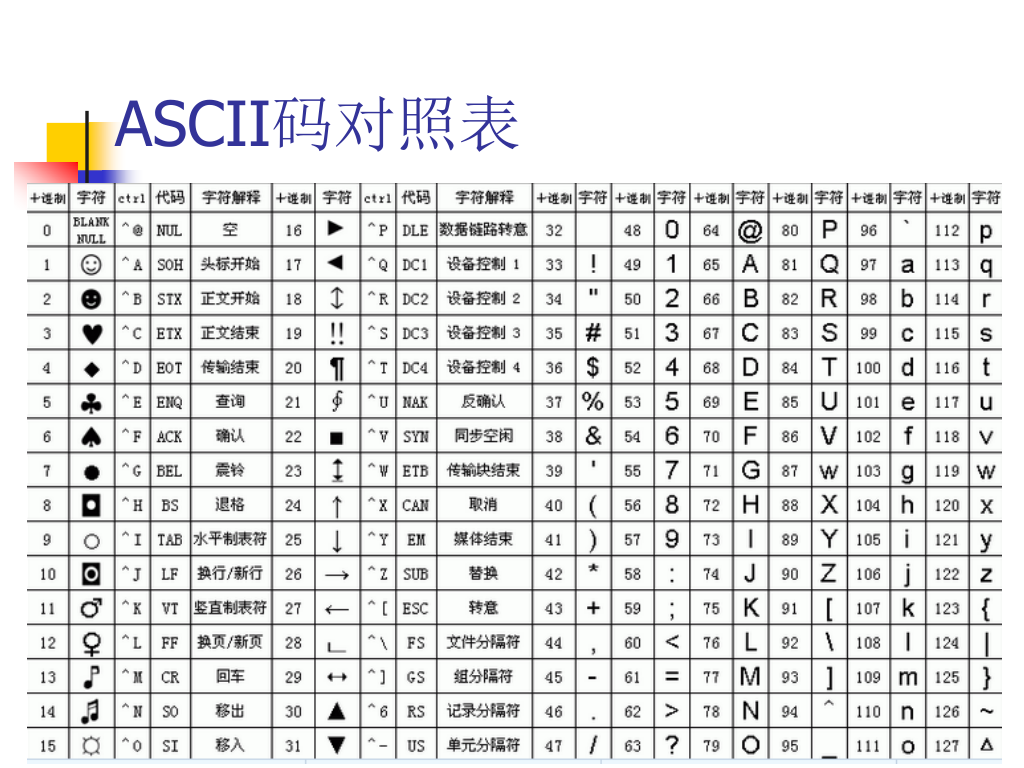 ASCII码对照表
十进制 字符 ctrl 代码 字符解释 十进制 字符 ctrl 代码 字符解释 十进制 字符 十进制 字符 十进制 字符 十进制 字符 十进制 字符 十进制 字符
0 BLANK NULL ^@ NUL 空 16 ► ^P DLE 数据链路转意 32 48 0 64 @ 80 P 96 ` 112 p
1 ☺ ^A SOH 头标开始 17 ◄ ^Q DC1 设备控制 1 33 ! 49 1 65 A 81 Q 97 a 113 q
2 ☻ ^B STX 正文开始 18 ↕ ^R DC2 设备控制 2 34 " 50 2 66 B 82 R 98 b 114 r
3 ♥ ^C ETX 正文结束 19 ‼ ^S DC3 设备控制 3 35 # 51 3 67 C 83 S 99 c 115 s
4 ♦ ^D EOT 传输结束 20 ¶ ^T DC4 设备控制 4 36 $ 52 4 68 D 84 T 100 d 116 t
5 ♣ ^E ENQ 查询 21 ∮ ^U NAK 反确认 37 % 53 5 69 E 85 U 101 e 117 u
6 ♠ ^F ACK 确认 22 ■ ^V SYN 同步空闲 38 & 54 6 70 F 86 V 102 f 118 v
7 ● ^G BEL 震铃 23 ↨ ^W ETB 传输块结束 39 ' 55 7 71 G 87 W 103 g 119 w
8 ◘ ^H BS 退格 24 ↑ ^X CAN 取消 40 ( 56 8 72 H 88 X 104 h 120 x
9 ○ ^I TAB 水平制表符 25 ↓ ^Y EM 媒体结束 41 ) 57 9 73 I 89 Y 105 i 121 y
10 ◙ ^J LF 换行/新行 26 → ^Z SUB 替换 42 * 58 : 74 J 90 Z 106 j 122 z
11 ♂ ^K VT 竖直制表符 27 ← ^[ ESC 转意 43 + 59 ; 75 K 91 [ 107 k 123 {
12 ♀ ^L FF 换页/新页 28 ∟ ^\ FS 文件分隔符 44 , 60 < 76 L 92 \ 108 l 124 |
13 ♪ ^M CR 回车 29 ↔ ^] GS 组分隔符 45 - 61 = 77 M 93 ] 109 m 125 }
14 ♫ ^N SO 移出 30 ▲ ^6 RS 记录分隔符 46 . 62 > 78 N 94 ^ 110 n 126 ~
15 ☼ ^O SI 移入 31 ▼ ^- US 单元分隔符 47 / 63 ? 79 O 95 _ 111 o 127 Δ